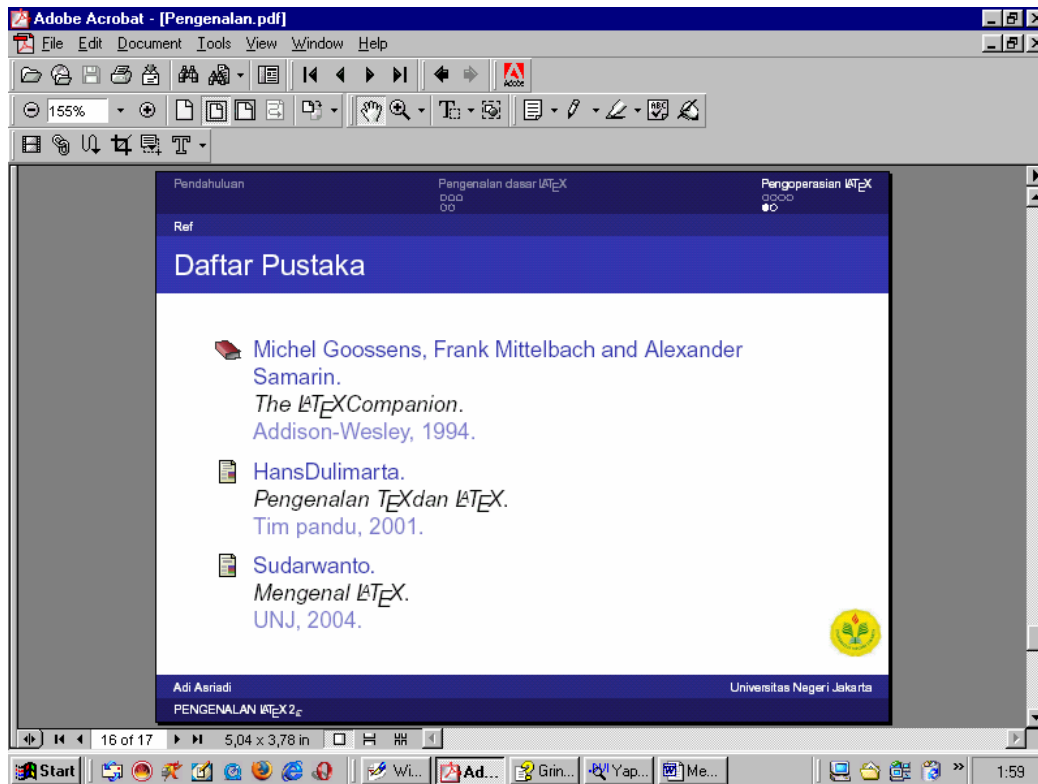 Adobe Acrobat - [Pengenalan.pdf]
File Edit Document Tools View Window Help
Adobe
155%
Pendahuluan Pengenalan dasar LATEX Pengoperasian LATEX
Ref
Daftar Pustaka
Michel Goossens, Frank Mittelbach and Alexander
Samarin.
The LATEXCompanion.
Addison-Wesley, 1994.
HansDulimarta.
Pengenalan TEXdan LATEX.
Tim pandu, 2001.
Sudarwanto.
Mengenal LATEX.
UNJ, 2004.
Adi Asriadi Universitas Negeri Jakarta
PENGENALAN LATEX 2ε
16 of 17 5,04 x 3,78 in
Start Wi... Ad... Grin... Yap... Me... 1:59